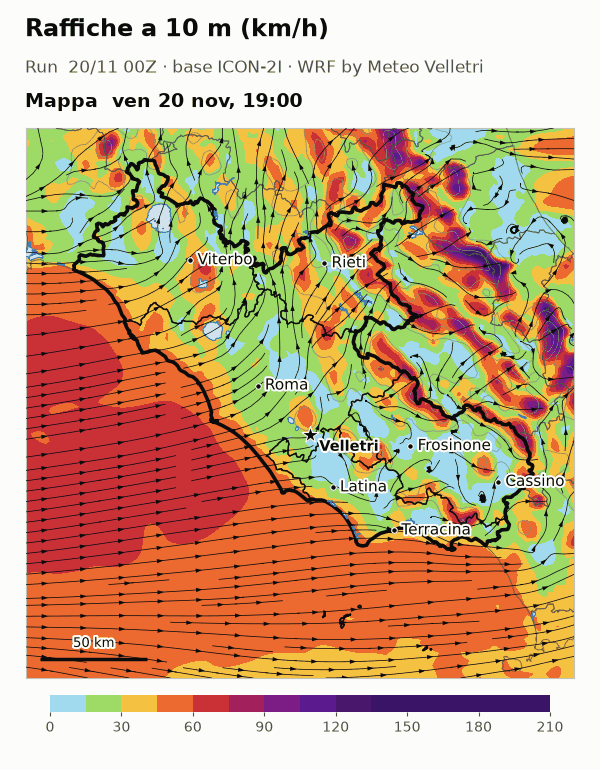 Raffiche a 10 m (km/h)
Run 20/11 00Z · base ICON-2I · WRF by Meteo Velletri
Mappa ven 20 nov, 19:00
Viterbo
Rieti
Roma
Velletri
Frosinone
Cassino
Latina
Terracina
50 km
0 30 60 90 120 150 180 210